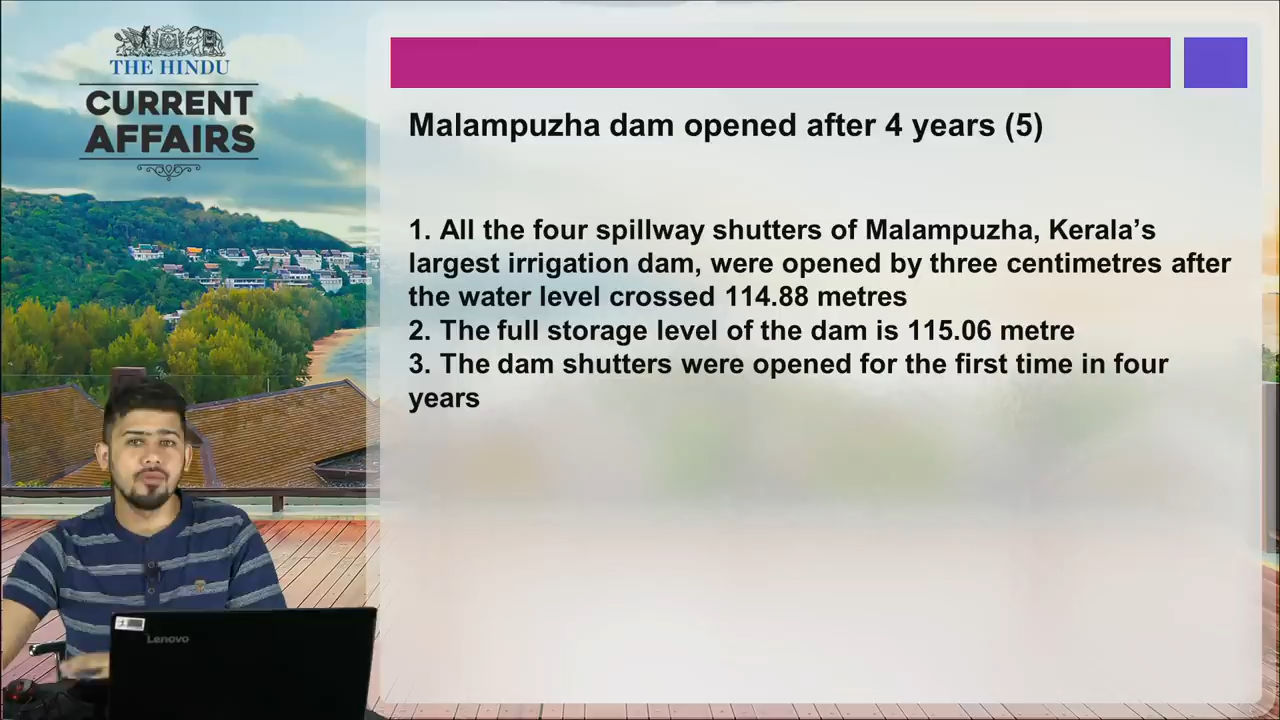 THE HINDU
CURRENT
AFFAIRS
Malampuzha dam opened after 4 years (5)
1. All the four spillway shutters of Malampuzha, Kerala’s
largest irrigation dam, were opened by three centimetres after
the water level crossed 114.88 metres
2. The full storage level of the dam is 115.06 metre
3. The dam shutters were opened for the first time in four
years
Lenovo